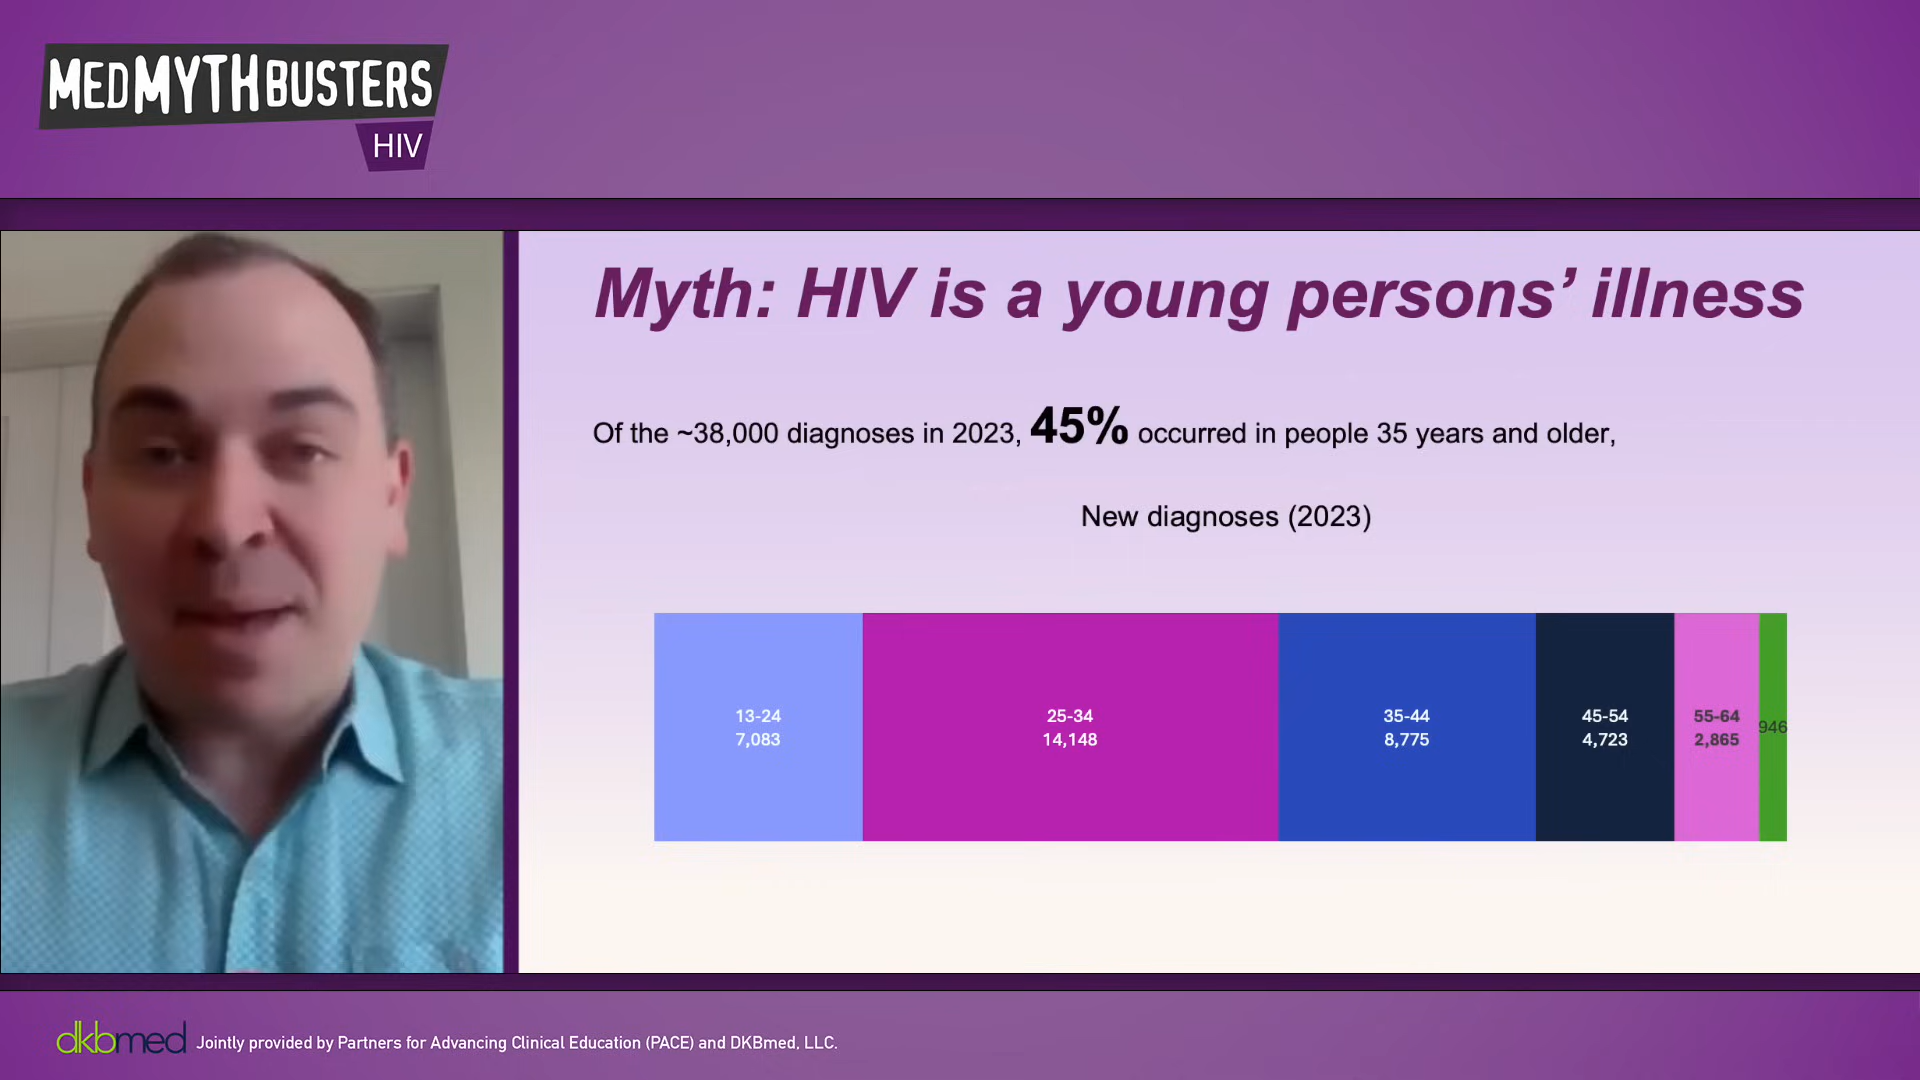 MEDMYTHBUSTERS
HIV
Myth: HIV is a young persons’ illness
Of the ~38,000 diagnoses in 2023, 45% occurred in people 35 years and older,
New diagnoses (2023)
13-24
7,083
25-34
14,148
35-44
8,775
45-54
4,723
55-64
2,865
946
dkbmed Jointly provided by Partners for Advancing Clinical Education (PACE) and DKBmed, LLC.